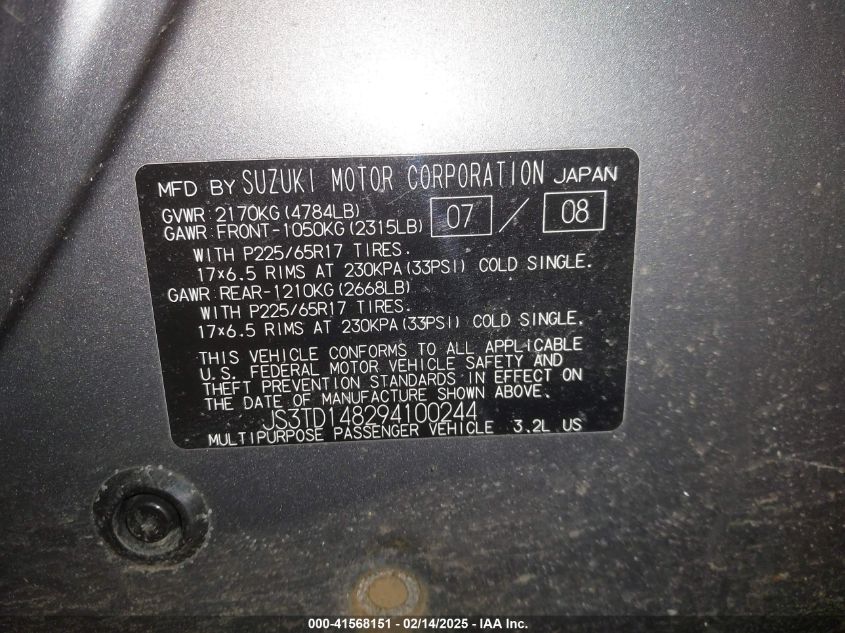 MFD BY SUZUKI MOTOR CORPORATION JAPAN
GVWR: 2170KG (4784LB)
07 / 08
GAWR: FRONT-1050KG (2315LB)
WITH P225/65R17 TIRES.
17×6.5 RIMS AT 230KPA (33PSI) COLD SINGLE.
GAWR REAR-1210KG (2668LB)
WITH P225/65R17 TIRES.
17×6.5 RIMS AT 230KPA (33PSI) COLD SINGLE.
THIS VEHICLE CONFORMS TO ALL APPLICABLE
U.S. FEDERAL MOTOR VEHICLE SAFETY AND
THEFT PREVENTION STANDARDS IN EFFECT ON
THE DATE OF MANUFACTURE SHOWN ABOVE.
JS3TD148294100244
MULTIPURPOSE PASSENGER VEHICLE 3.2L US
000-41568151 — 02/14/2025 — IAA Inc.